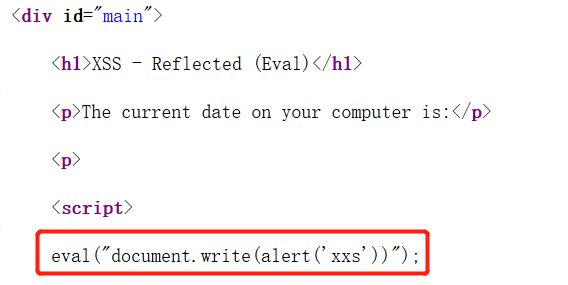 <div id="main">
<h1>XSS - Reflected (Eval)</h1>
<p>The current date on your computer is:</p>
<p>
<script>
eval("document.write(alert('xxs'))");